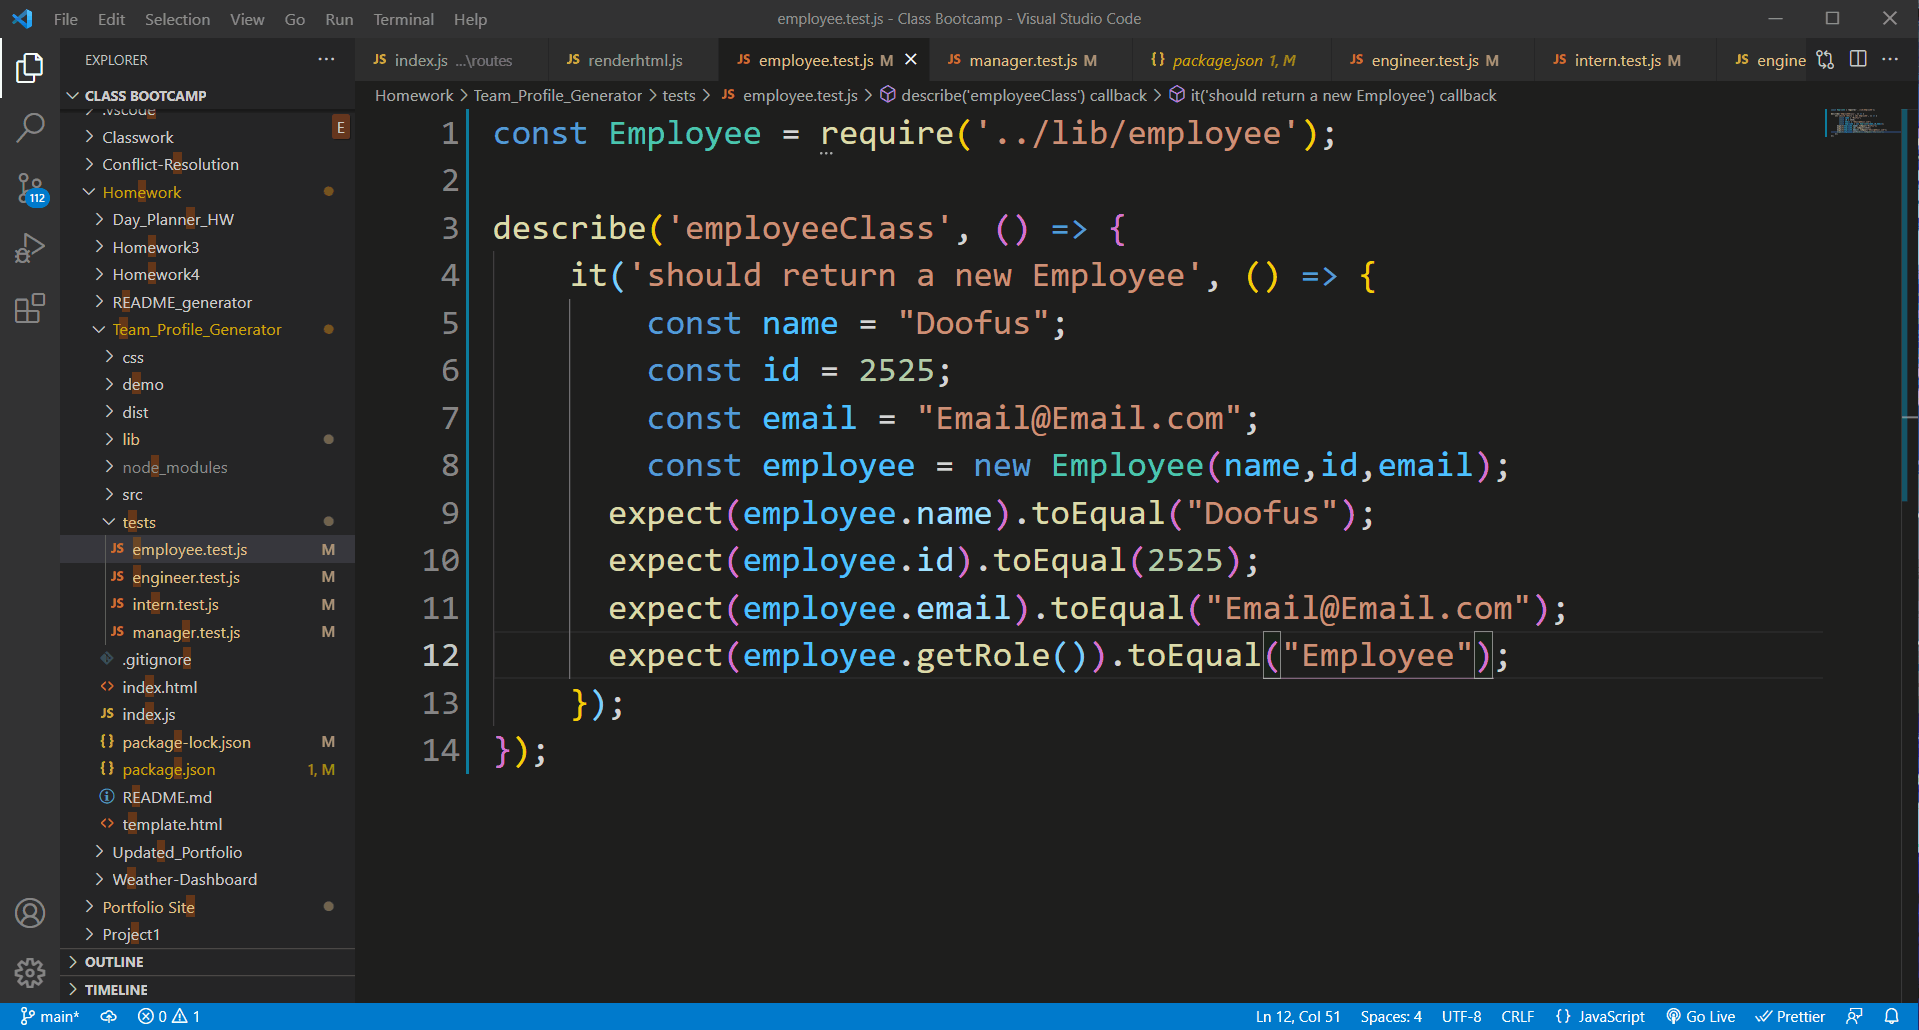 File Edit Selection View Go Run Terminal Help
employee.test.js - Class Bootcamp - Visual Studio Code
EXPLORER
CLASS BOOTCAMP
.vscode
E
Classwork
Conflict-Resolution
Homework
Day_Planner_HW
Homework3
Homework4
README_generator
Team_Profile_Generator
css
demo
dist
lib
node_modules
src
tests
JS employee.test.js M
JS engineer.test.js M
JS intern.test.js M
JS manager.test.js M
.gitignore
<> index.html
JS index.js
{} package-lock.json M
{} package.json 1, M
README.md
<> template.html
Updated_Portfolio
Weather-Dashboard
Portfolio Site
Project1
OUTLINE
TIMELINE
112
JS index.js ...\routes
JS renderhtml.js
JS employee.test.js M
JS manager.test.js M
{} package.json 1, M
JS engineer.test.js M
JS intern.test.js M
JS engine
Homework > Team_Profile_Generator > tests > JS employee.test.js > describe('employeeClass') callback > it('should return a new Employee') callback
1 const Employee = require('../lib/employee');
2
3 describe('employeeClass', () => {
4 it('should return a new Employee', () => {
5 const name = "Doofus";
6 const id = 2525;
7 const email = "Email@Email.com";
8 const employee = new Employee(name,id,email);
9 expect(employee.name).toEqual("Doofus");
10 expect(employee.id).toEqual(2525);
11 expect(employee.email).toEqual("Email@Email.com");
12 expect(employee.getRole()).toEqual("Employee");
13 });
14 });
main* 0 1
Ln 12, Col 51 Spaces: 4 UTF-8 CRLF {} JavaScript Go Live Prettier